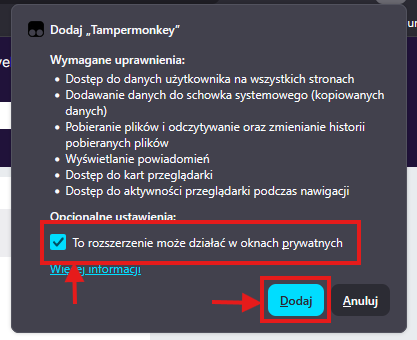 Dodaj „Tampermonkey”
Wymagane uprawnienia:
• Dostęp do danych użytkownika na wszystkich stronach
• Dodawanie danych do schowka systemowego (kopiowanych
danych)
• Pobieranie plików i odczytywanie oraz zmienianie historii
pobieranych plików
• Wyświetlanie powiadomień
• Dostęp do kart przeglądarki
• Dostęp do aktywności przeglądarki podczas nawigacji
Opcjonalne ustawienia:
To rozszerzenie może działać w oknach prywatnych
Więcej informacji
Dodaj
Anuluj